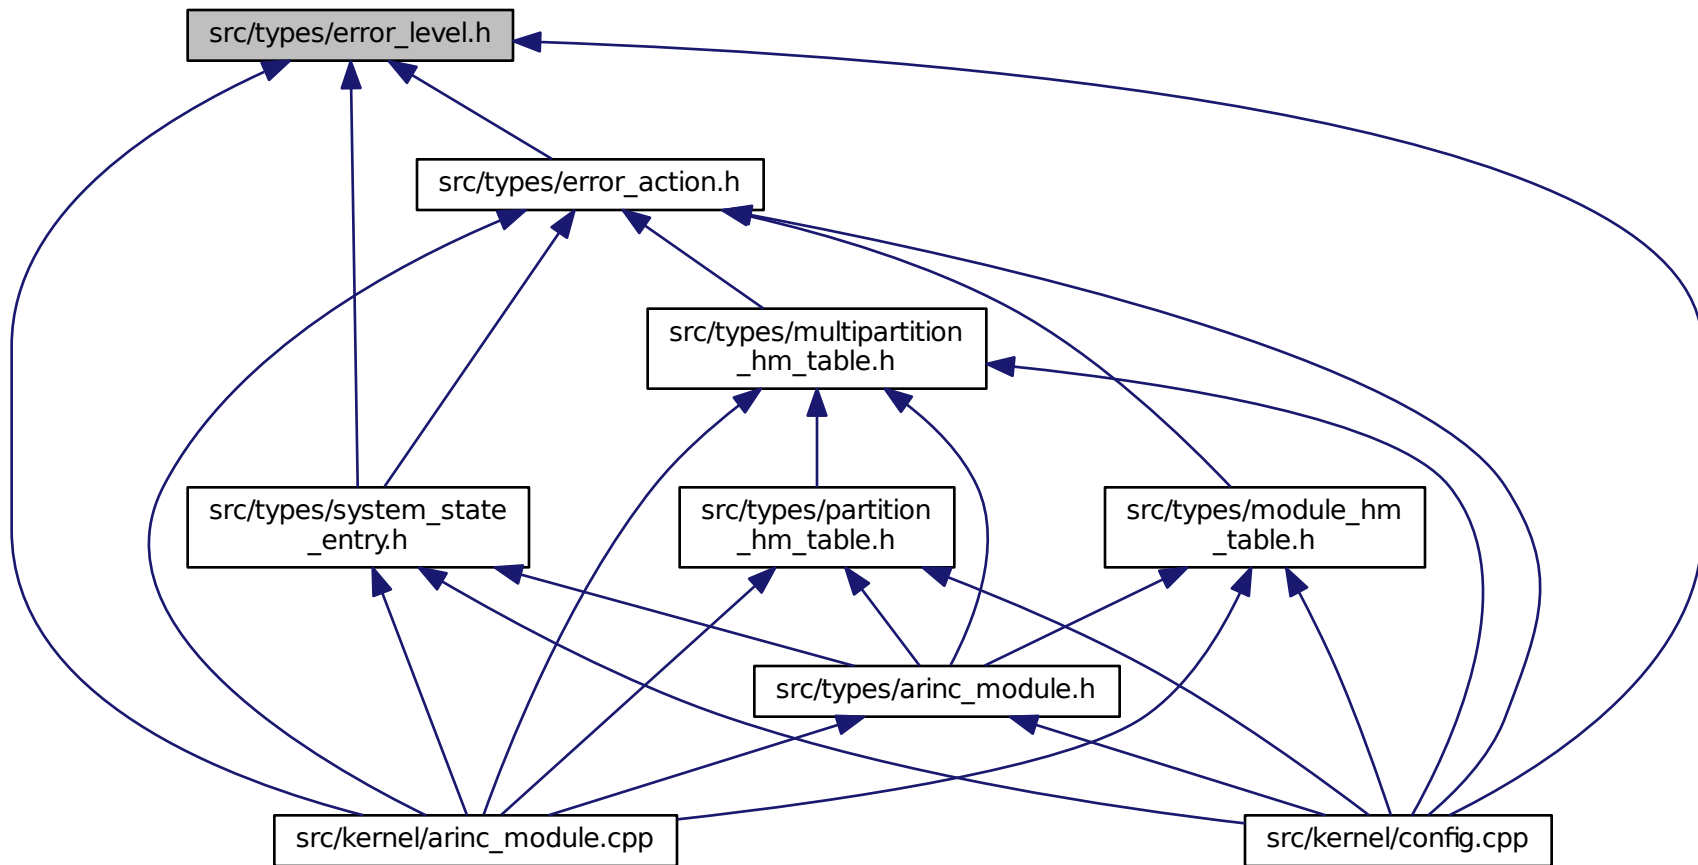 src/types/error_level.h
src/types/error_action.h
src/types/multipartition
_hm_table.h
src/types/system_state
_entry.h
src/types/partition
_hm_table.h
src/types/module_hm
_table.h
src/types/arinc_module.h
src/kernel/arinc_module.cpp
src/kernel/config.cpp